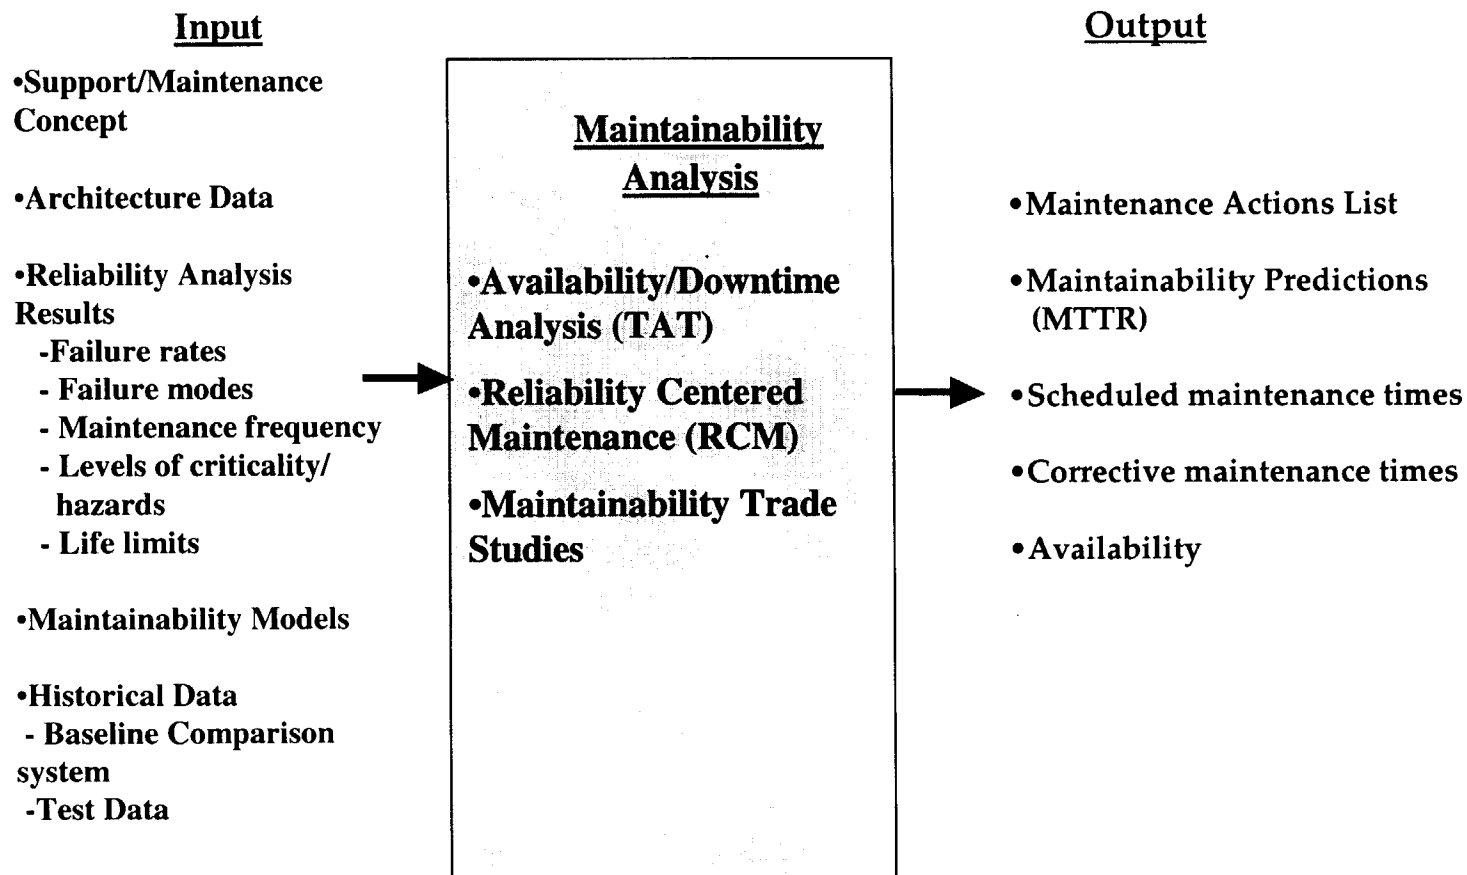 Input
•Support/Maintenance
Concept
•Architecture Data
•Reliability Analysis
Results
-Failure rates
- Failure modes
- Maintenance frequency
- Levels of criticality/
hazards
- Life limits
•Maintainability Models
•Historical Data
- Baseline Comparison
system
-Test Data
Maintainability
Analysis
•Availability/Downtime
Analysis (TAT)
•Reliability Centered
Maintenance (RCM)
•Maintainability Trade
Studies
Output
•Maintenance Actions List
•Maintainability Predictions
(MTTR)
•Scheduled maintenance times
•Corrective maintenance times
•Availability